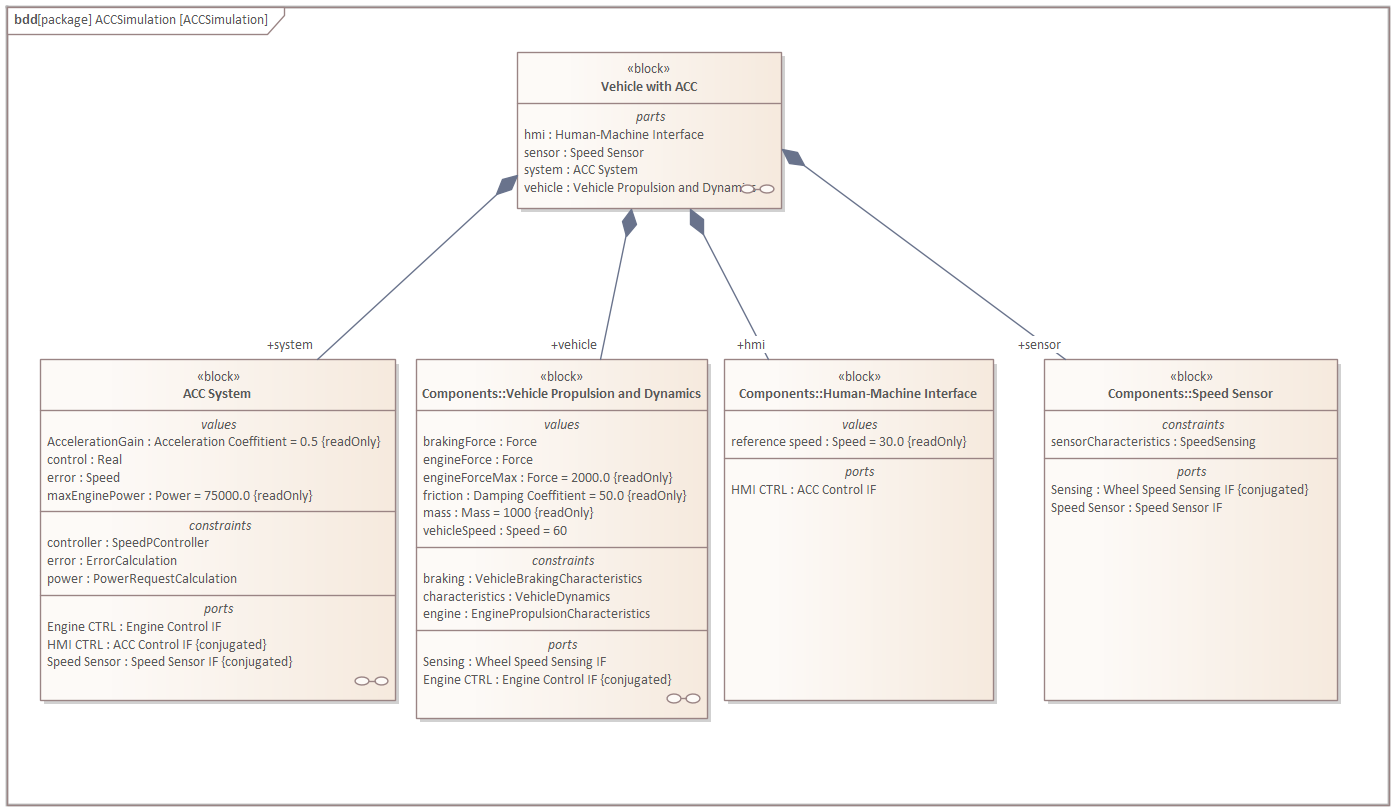 bdd[package] ACCSimulation [ACCSimulation]
«block»
Vehicle with ACC
parts
hmi : Human-Machine Interface
sensor : Speed Sensor
system : ACC System
vehicle : Vehicle Propulsion and
+system
+vehicle
+hmi
+sensor
«block»
ACC System
values
AccelerationGain : Acceleration Coeffitient = 0.5 {readOnly}
control : Real
error : Speed
maxEnginePower : Power = 75000.0 {readOnly}
constraints
controller : SpeedPController
error : ErrorCalculation
power : PowerRequestCalculation
ports
Engine CTRL : Engine Control IF
HMI CTRL : ACC Control IF {conjugated}
Speed Sensor : Speed Sensor IF {conjugated}
«block»
Components::Vehicle Propulsion and Dynamics
values
brakingForce : Force
engineForce : Force
engineForceMax : Force = 2000.0 {readOnly}
friction : Damping Coeffitient = 50.0 {readOnly}
mass : Mass = 1000 {readOnly}
vehicleSpeed : Speed = 60
constraints
braking : VehicleBrakingCharacteristics
characteristics : VehicleDynamics
engine : EnginePropulsionCharacteristics
ports
Sensing : Wheel Speed Sensing IF
Engine CTRL : Engine Control IF {conjugated}
«block»
Components::Human-Machine Interface
values
reference speed : Speed = 30.0 {readOnly}
ports
HMI CTRL : ACC Control IF
«block»
Components::Speed Sensor
constraints
sensorCharacteristics : SpeedSensing
ports
Sensing : Wheel Speed Sensing IF {conjugated}
Speed Sensor : Speed Sensor IF